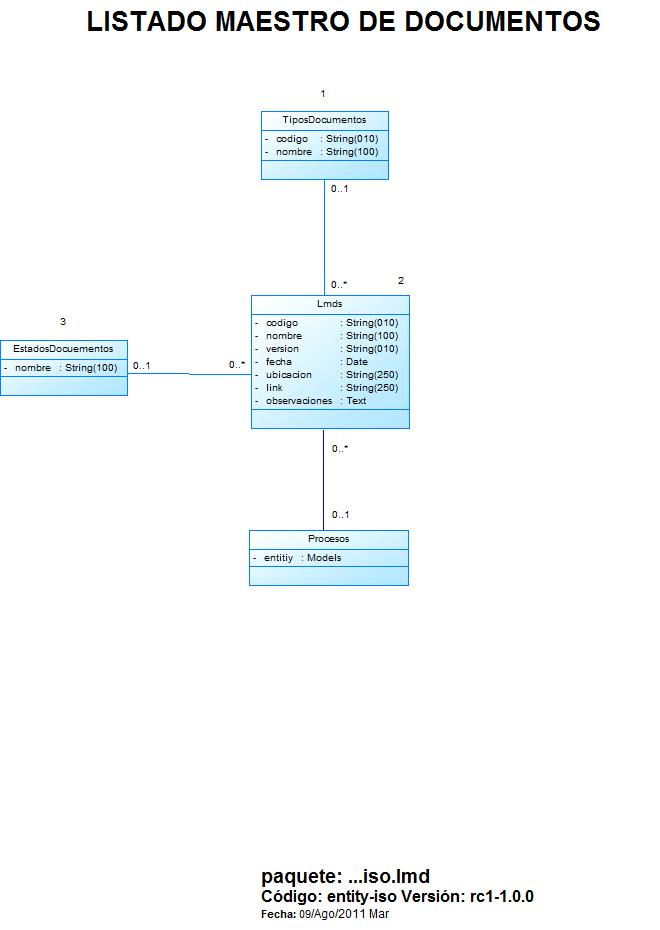 LISTADO MAESTRO DE DOCUMENTOS
1
TiposDocumentos
- codigo : String(010)
- nombre : String(100)
0..1
0..*
2
Lmds
- codigo : String(010)
- nombre : String(100)
- version : String(010)
- fecha : Date
- ubicacion : String(250)
- link : String(250)
- observaciones : Text
3
EstadosDocuementos
- nombre : String(100)
0..1
0..*
0..*
0..1
Procesos
- entitiy : Models
paquete: ...iso.lmd
Código: entity-iso Versión: rc1-1.0.0
Fecha: 09/Ago/2011 Mar